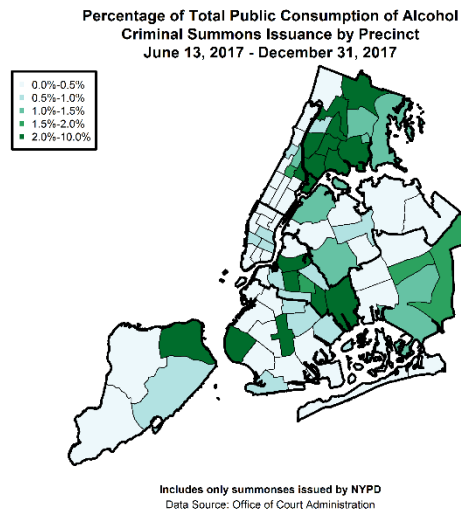 Percentage of Total Public Consumption of Alcohol
Criminal Summons Issuance by Precinct
June 13, 2017 - December 31, 2017
0.0%-0.5%
0.5%-1.0%
1.0%-1.5%
1.5%-2.0%
2.0%-10.0%
Includes only summonses issued by NYPD
Data Source: Office of Court Administration